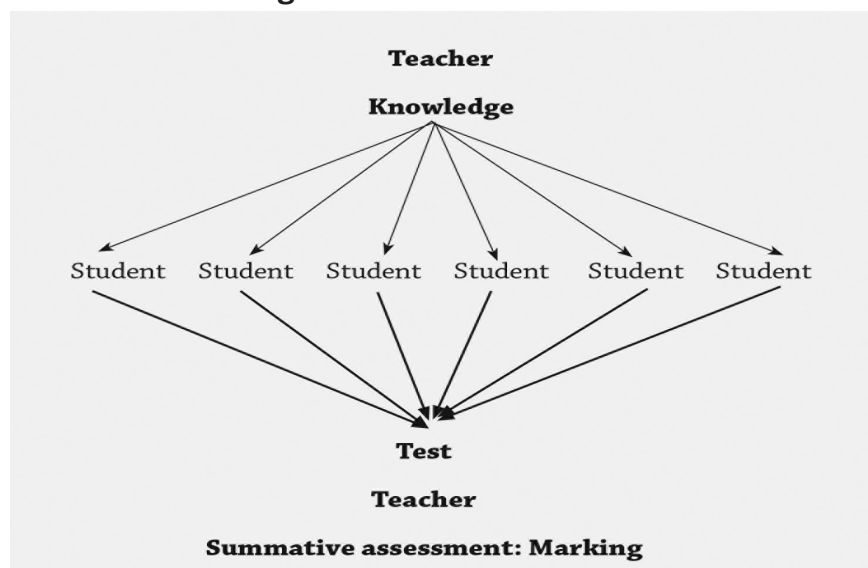 Teacher
Knowledge
Student Student Student Student Student Student
Test
Teacher
Summative assessment: Marking